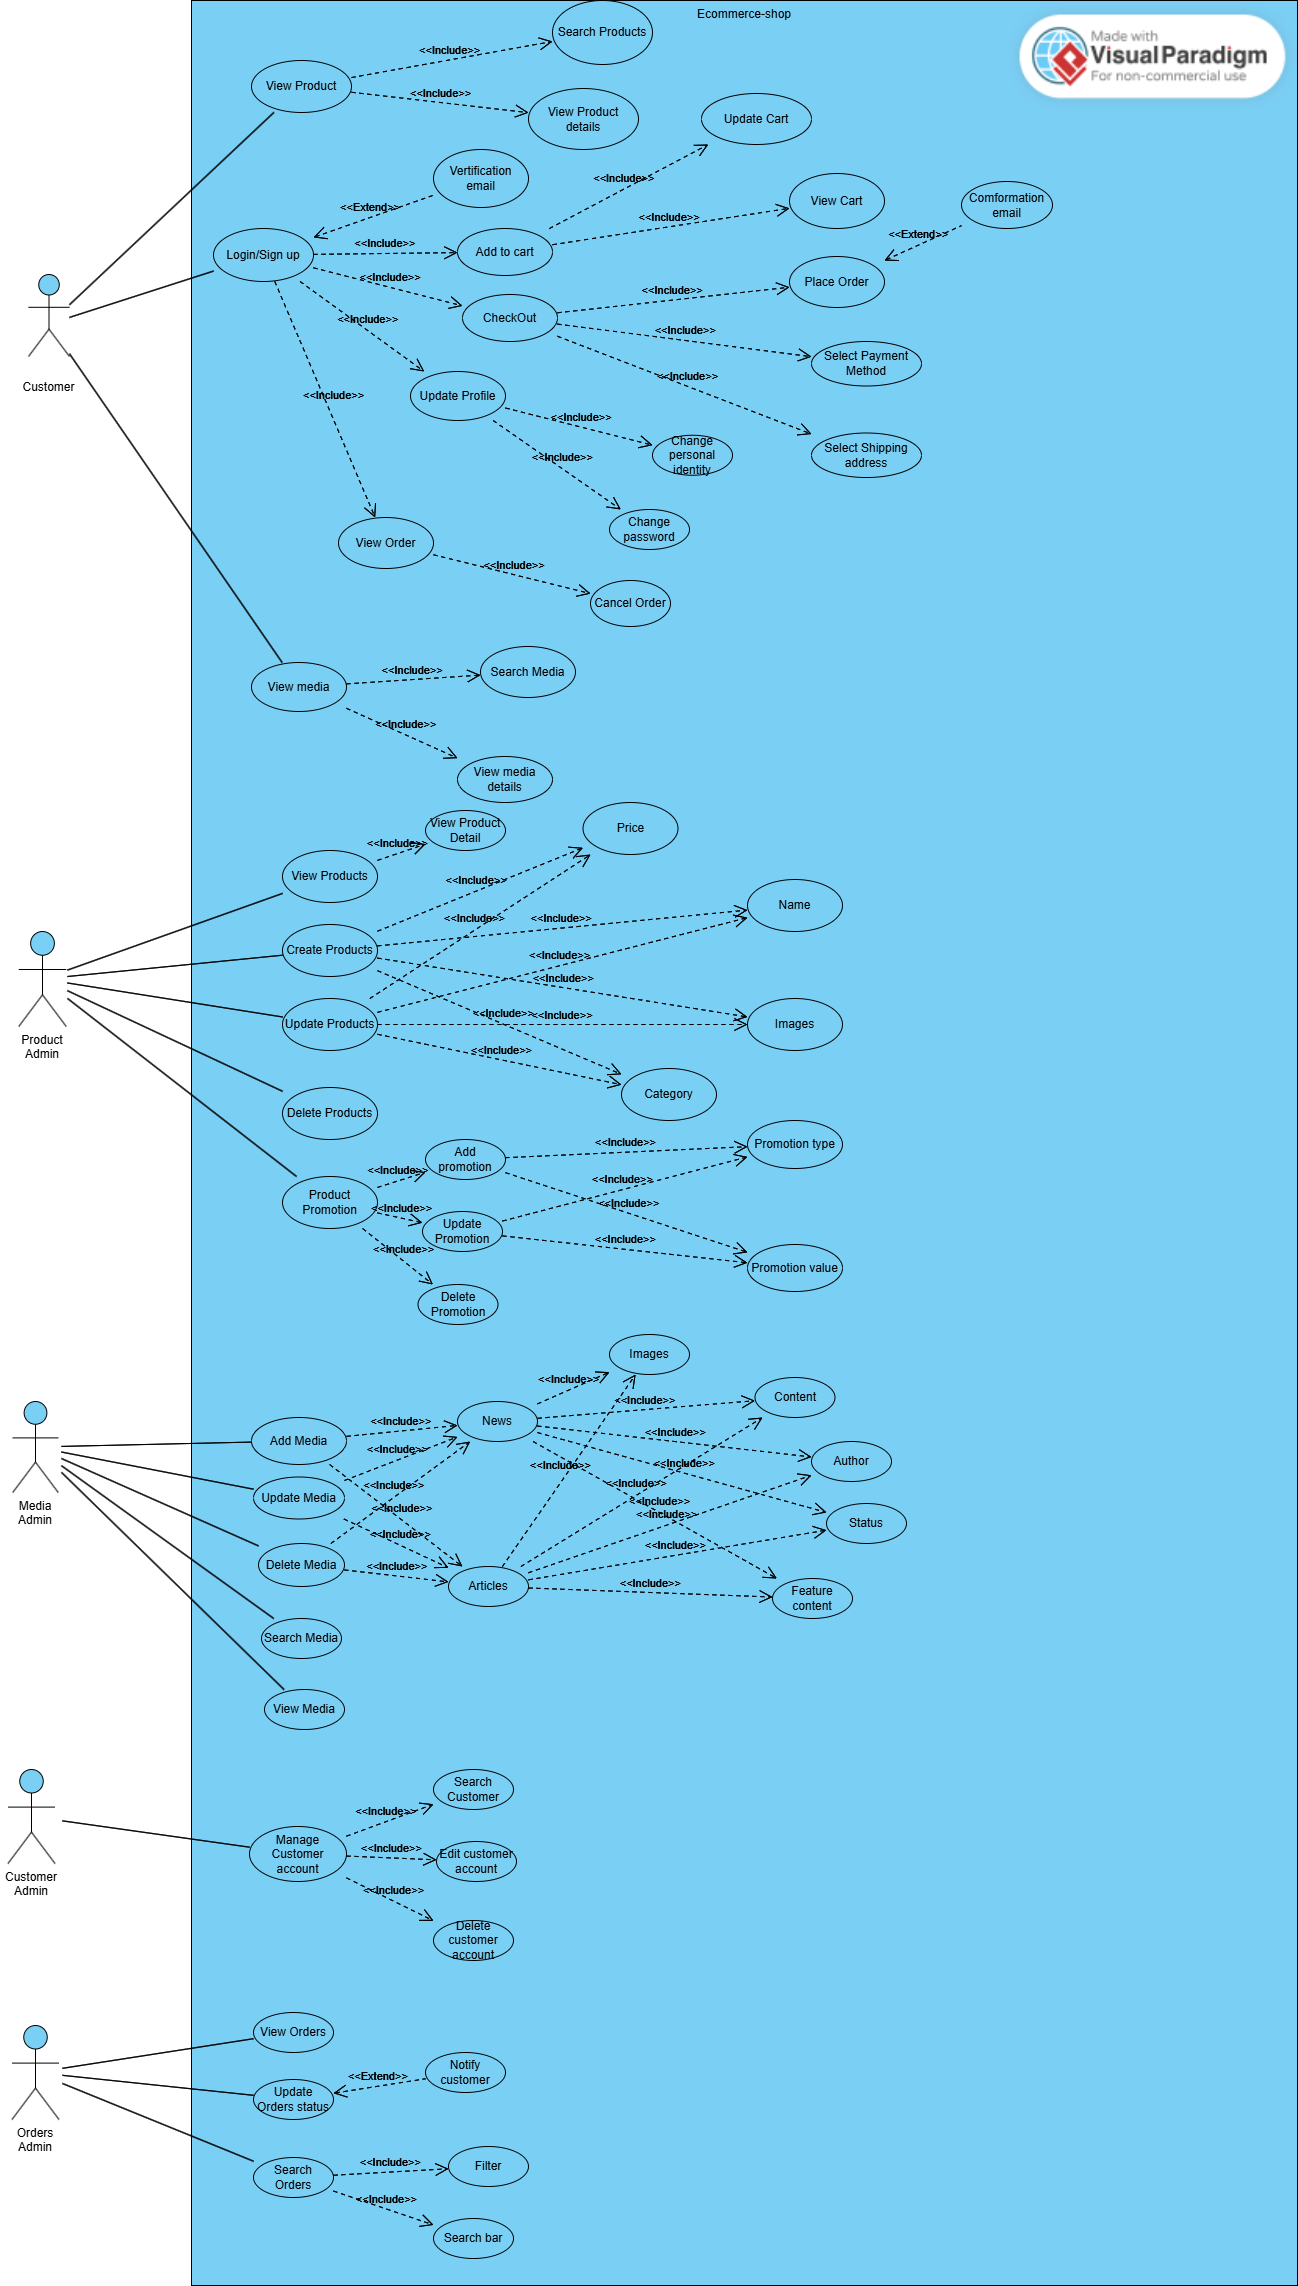 Ecommerce-shop
Made with
VisualParadigm
For non-commercial use
Search Products
<<Include>>
View Product
<<Include>>
View Product
details
Update Cart
Vertification
email
<<Include>>
<<Extend>>
View Cart
Comformation
email
<<Include>>
Login/Sign up
<<Include>>
Add to cart
<<Extend>>
<<Include>>
Place Order
<<Include>>
CheckOut
<<Include>>
<<Include>>
Select Payment
Method
<<Include>>
Customer
<<Include>>
Update Profile
<<Include>>
Change
personal
identity
Select Shipping
address
<<Include>>
Change
password
View Order
<<Include>>
Cancel Order
View media
<<Include>>
Search Media
<<Include>>
View media
details
View Product
Detail
Price
<<Include>>
View Products
<<Include>>
Name
<<Include>>
<<Include>>
Create Products
<<Include>>
<<Include>>
Update Products
<<Include>>
<<Include>>
Images
Product
Admin
<<Include>>
Category
Delete Products
Add
promotion
<<Include>>
Promotion type
<<Include>>
<<Include>>
Product
Promotion
<<Include>>
<<Include>>
Update
Promotion
<<Include>>
<<Include>>
Promotion value
Delete
Promotion
Images
<<Include>>
Content
<<Include>>
Add Media
<<Include>>
News
<<Include>>
Author
<<Include>>
<<Include>>
<<Include>>
Update Media
<<Include>>
<<Include>>
<<Include>>
Media
Admin
<<Include>>
<<Include>>
Status
<<Include>>
<<Include>>
Delete Media
<<Include>>
Articles
<<Include>>
Feature
content
Search Media
View Media
Search
Customer
<<Include>>
Manage
Customer
account
<<Include>>
Edit customer
account
Customer
Admin
<<Include>>
Delete
customer
account
View Orders
<<Extend>>
Notify
customer
Update
Orders status
Orders
Admin
Search
Orders
<<Include>>
Filter
<<Include>>
Search bar